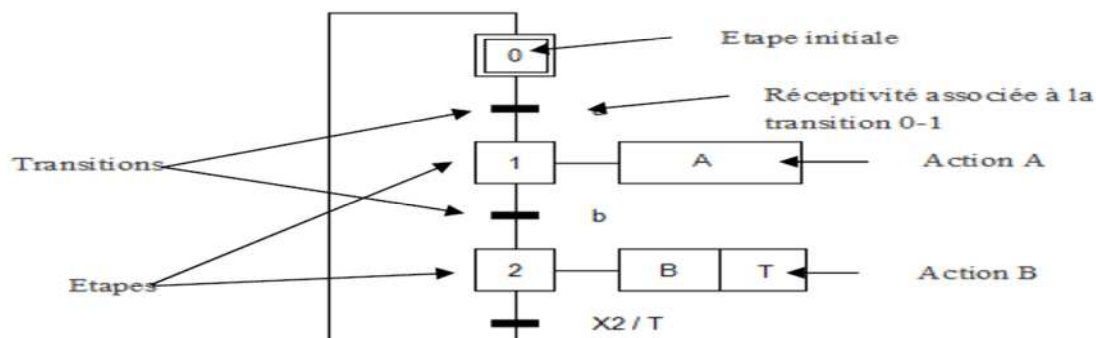 0
Etape initiale
Réceptivité associée à la
transition 0-1
Transitions
1
A
Action A
b
Etapes
2
B
T
Action B
X2 / T